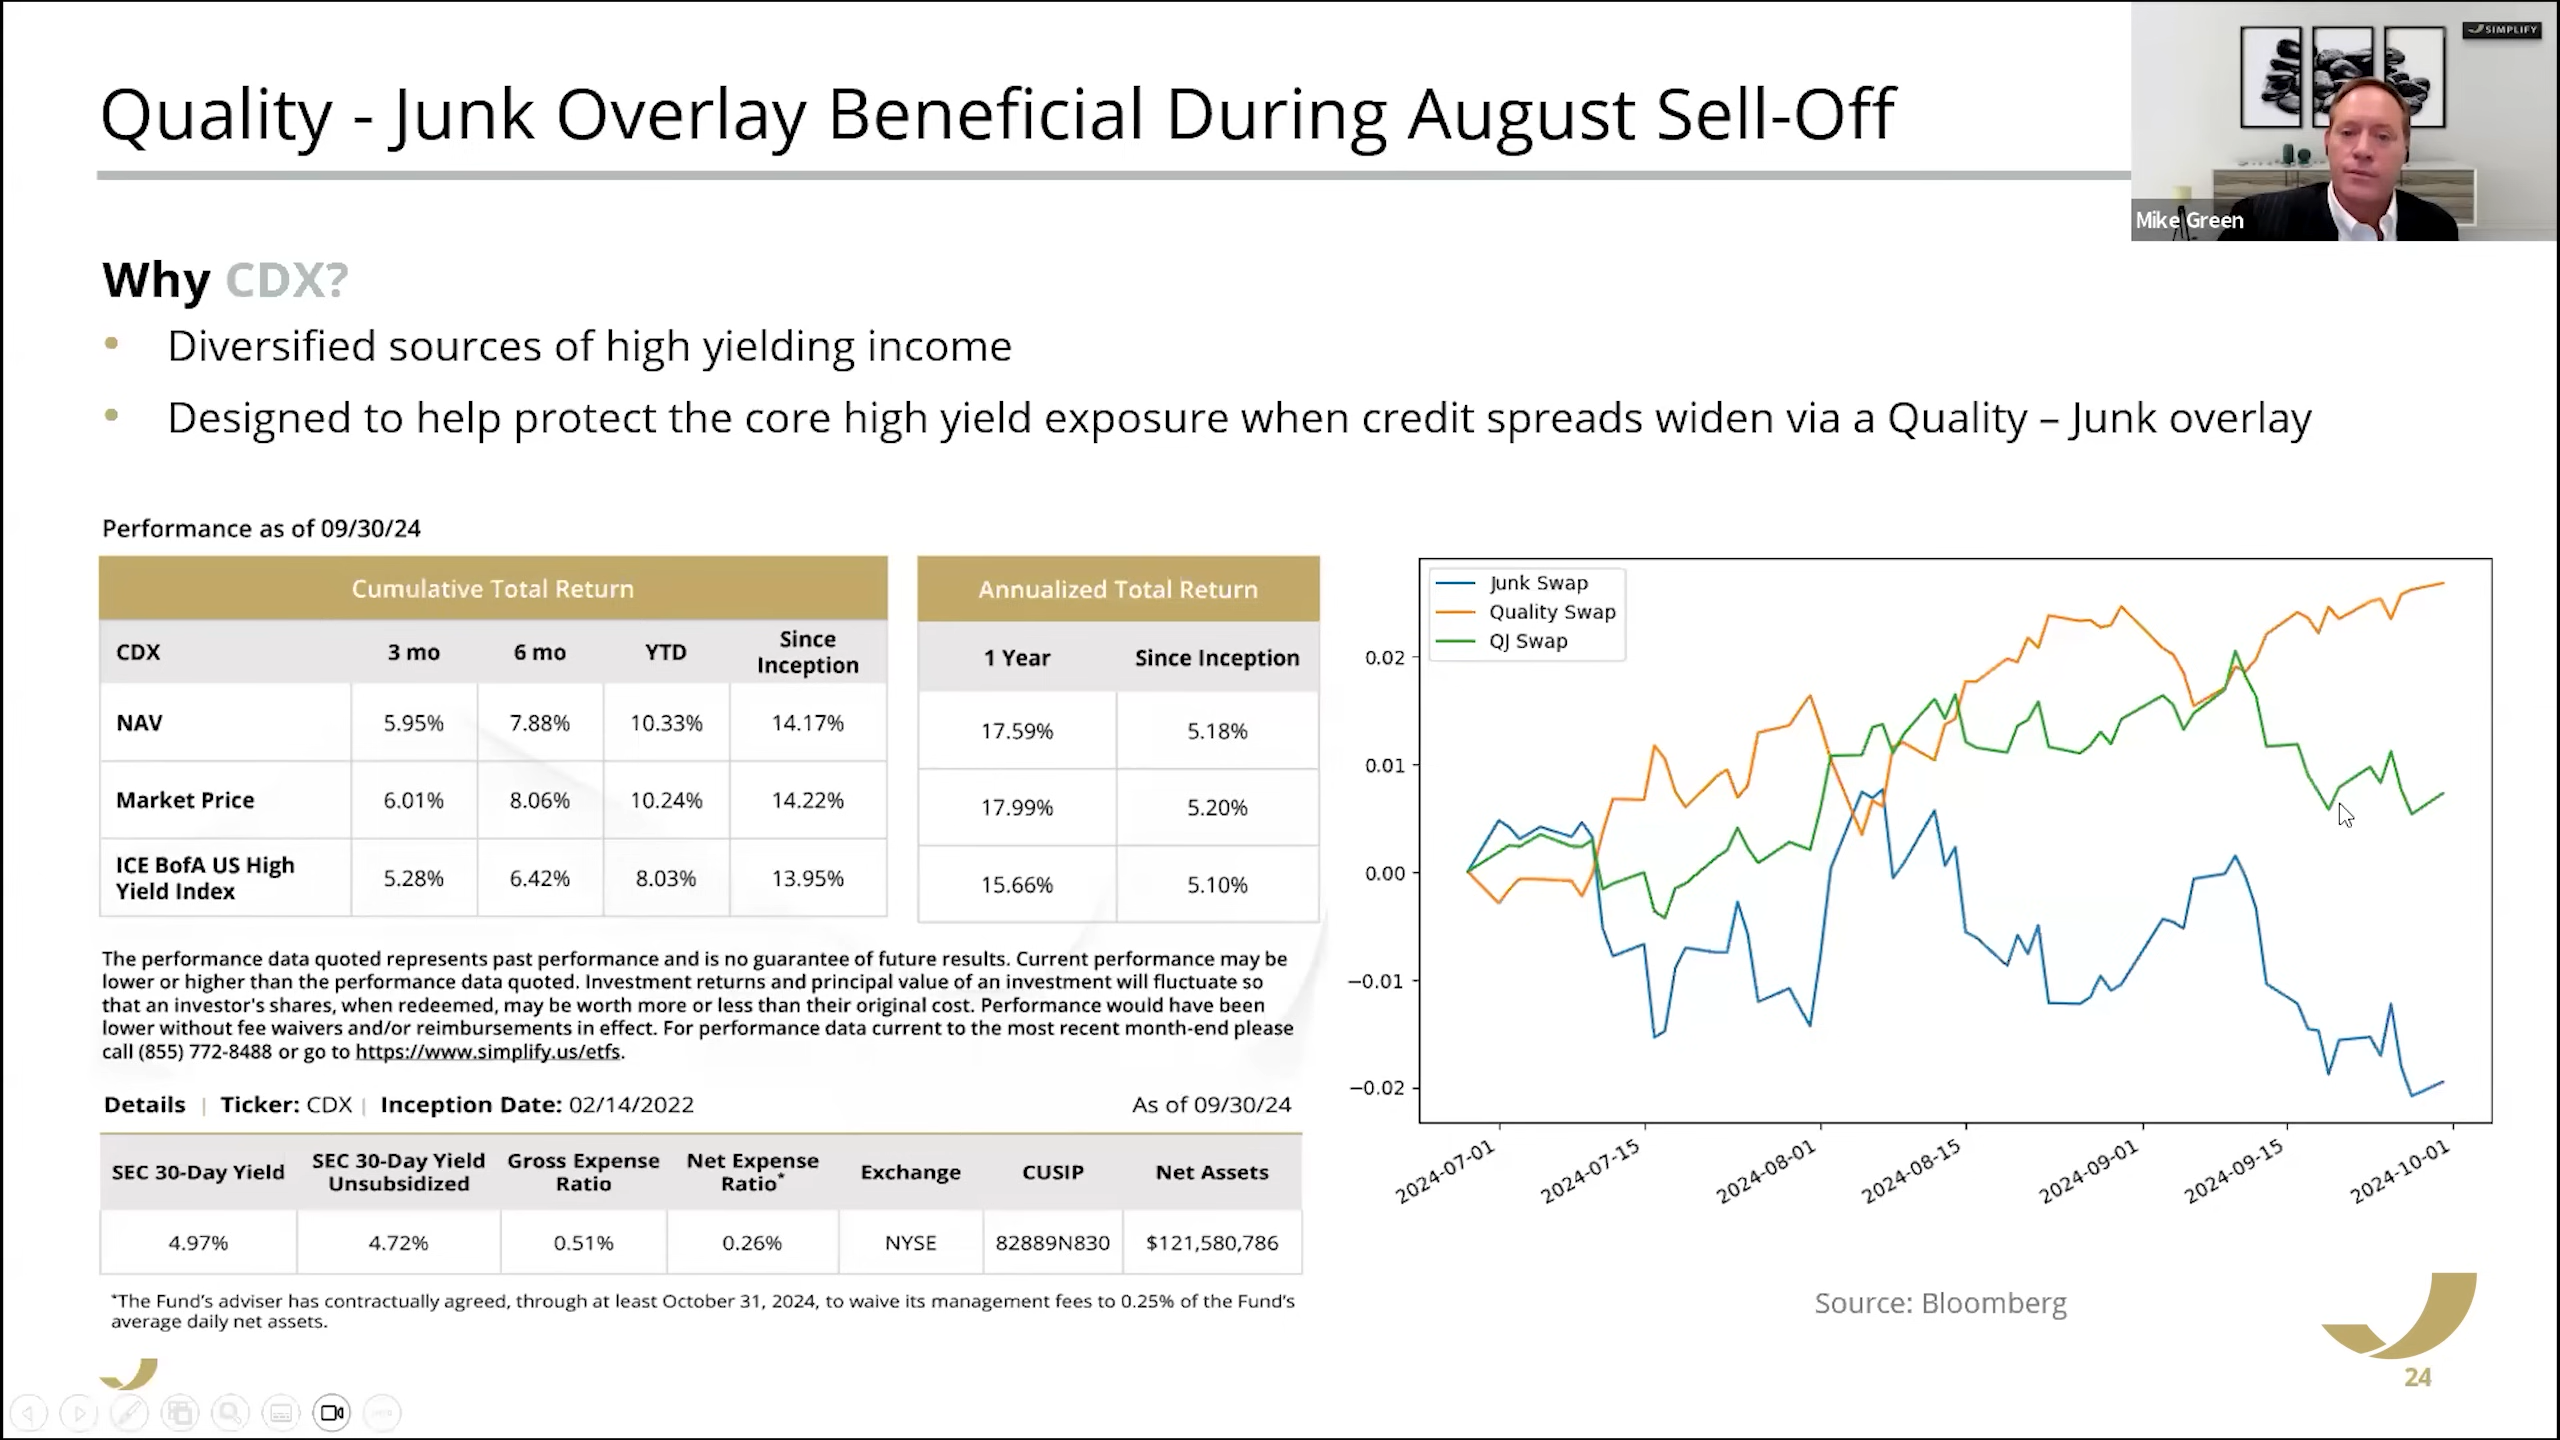 Quality - Junk Overlay Beneficial During August Sell-Off
SIMPLIFY
Mike Green
Why CDX?
• Diversified sources of high yielding income
• Designed to help protect the core high yield exposure when credit spreads widen via a Quality – Junk overlay
Performance as of 09/30/24
Cumulative Total Return
CDX 3 mo 6 mo YTD Since Inception
NAV 5.95% 7.88% 10.33% 14.17%
Market Price 6.01% 8.06% 10.24% 14.22%
ICE BofA US High Yield Index 5.28% 6.42% 8.03% 13.95%
Annualized Total Return
1 Year Since Inception
17.59% 5.18%
17.99% 5.20%
15.66% 5.10%
Junk Swap
Quality Swap
QJ Swap
0.02
0.01
0.00
−0.01
−0.02
2024-07-01 2024-07-15 2024-08-01 2024-08-15 2024-09-01 2024-09-15 2024-10-01
The performance data quoted represents past performance and is no guarantee of future results. Current performance may be
lower or higher than the performance data quoted. Investment returns and principal value of an investment will fluctuate so
that an investor's shares, when redeemed, may be worth more or less than their original cost. Performance would have been
lower without fee waivers and/or reimbursements in effect. For performance data current to the most recent month-end please
call (855) 772-8488 or go to https://www.simplify.us/etfs.
Details | Ticker: CDX | Inception Date: 02/14/2022 As of 09/30/24
SEC 30-Day Yield SEC 30-Day Yield Unsubsidized Gross Expense Ratio Net Expense Ratio* Exchange CUSIP Net Assets
4.97% 4.72% 0.51% 0.26% NYSE 82889N830 $121,580,786
*The Fund's adviser has contractually agreed, through at least October 31, 2024, to waive its management fees to 0.25% of the Fund's
average daily net assets.
Source: Bloomberg
24